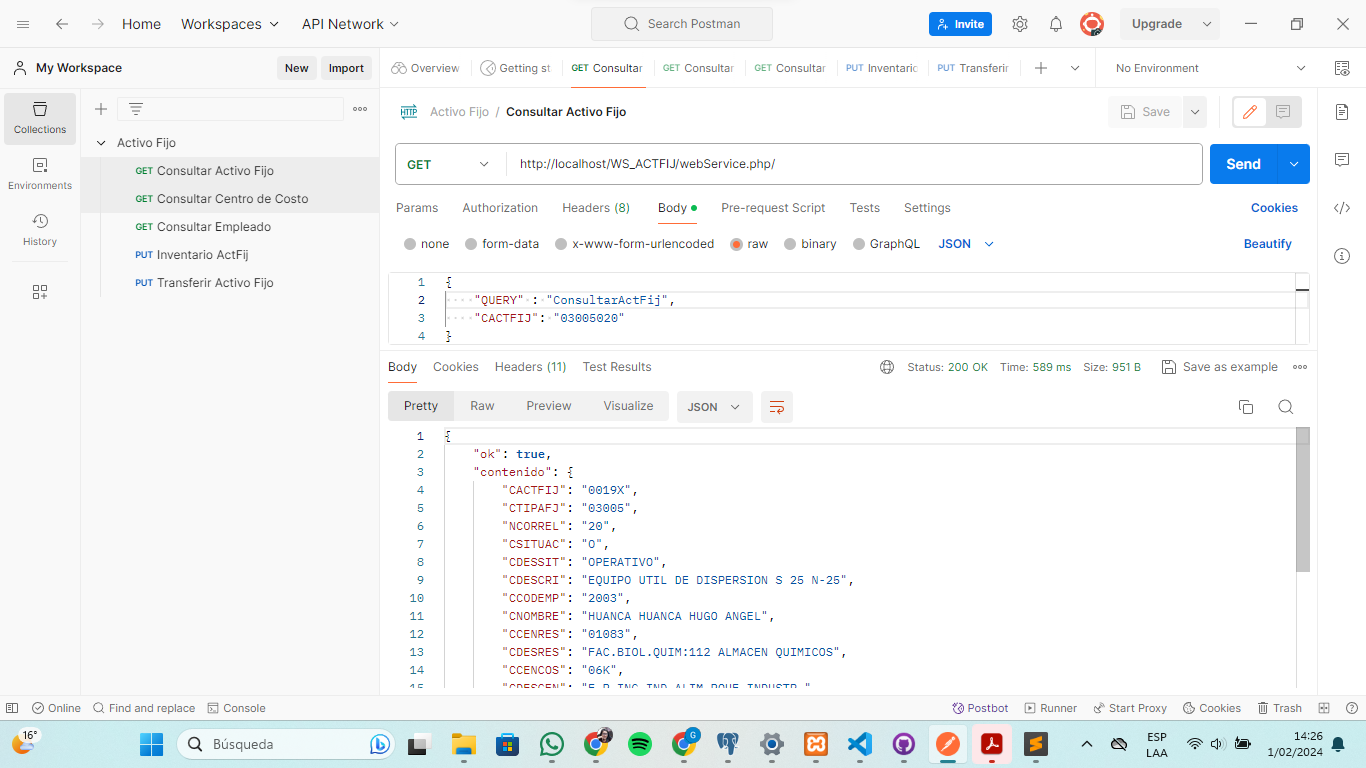 Home Workspaces API Network Search Postman Invite Upgrade
My Workspace New Import Overview Getting st GET Consultar GET Consultar GET Consultar PUT Inventaric PUT Transferir No Environment
Collections
Environments
History
Activo Fijo
GET Consultar Activo Fijo
GET Consultar Centro de Costo
GET Consultar Empleado
PUT Inventario ActFij
PUT Transferir Activo Fijo
HTTP Activo Fijo / Consultar Activo Fijo Save
GET http://localhost/WS_ACTFIJ/webService.php/ Send
Params Authorization Headers (8) Body Pre-request Script Tests Settings Cookies
none form-data x-www-form-urlencoded raw binary GraphQL JSON Beautify
1 {
2 "QUERY" : "ConsultarActFij",
3 "CACTFIJ": "03005020"
4 }
Body Cookies Headers (11) Test Results Status: 200 OK Time: 589 ms Size: 951 B Save as example
Pretty Raw Preview Visualize JSON
1 {
2 "ok": true,
3 "contenido": {
4 "CACTFIJ": "0019X",
5 "CTIPAFJ": "03005",
6 "NCORREL": "20",
7 "CSITUAC": "O",
8 "CDESSIT": "OPERATIVO",
9 "CDESCRI": "EQUIPO UTIL DE DISPERSION S 25 N-25",
10 "CCODEMP": "2003",
11 "CNOMBRE": "HUANCA HUANCA HUGO ANGEL",
12 "CCENRES": "01083",
13 "CDESRES": "FAC.BIOL.QUIM:112 ALMACEN QUIMICOS",
14 "CCENCOS": "06K",
Online Find and replace Console Postbot Runner Start Proxy Cookies Trash
16° Búsqueda G ESP LAA 14:26 1/02/2024